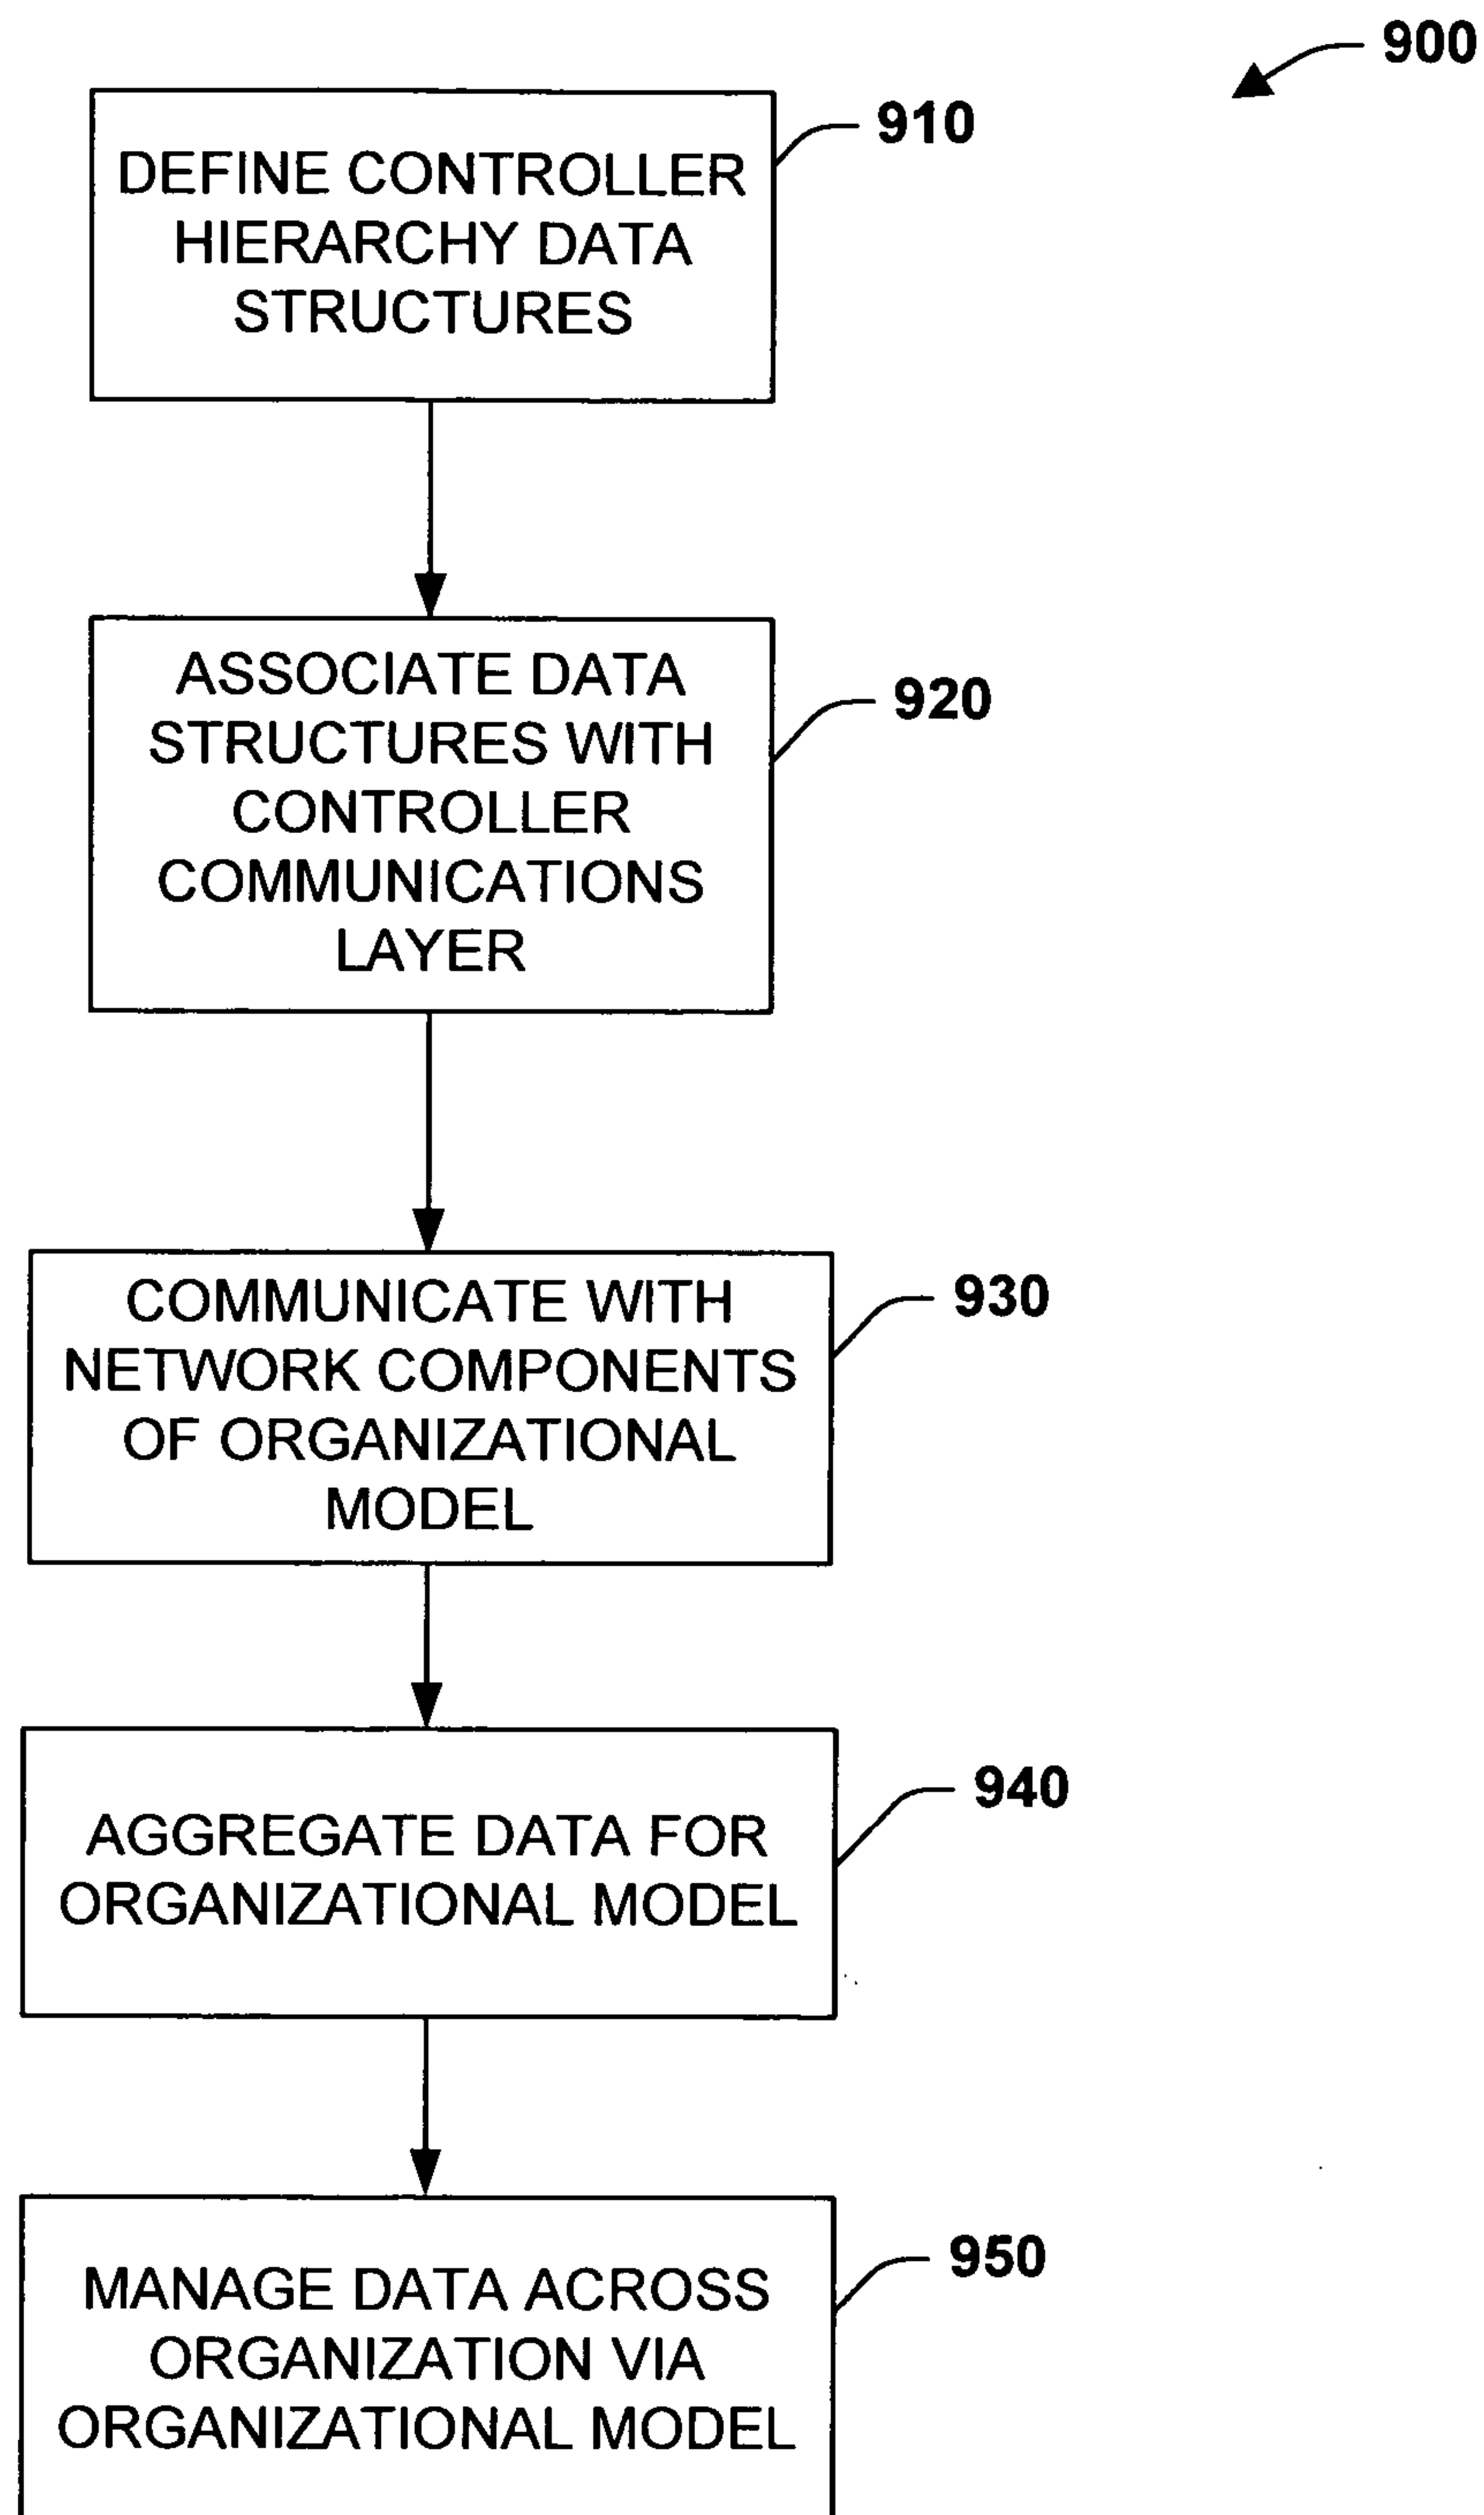 900
910
DEFINE CONTROLLER
HIERARCHY DATA
STRUCTURES
920
ASSOCIATE DATA
STRUCTURES WITH
CONTROLLER
COMMUNICATIONS
LAYER
930
COMMUNICATE WITH
NETWORK COMPONENTS
OF ORGANIZATIONAL
MODEL
940
AGGREGATE DATA FOR
ORGANIZATIONAL MODEL
950
MANAGE DATA ACROSS
ORGANIZATION VIA
ORGANIZATIONAL MODEL